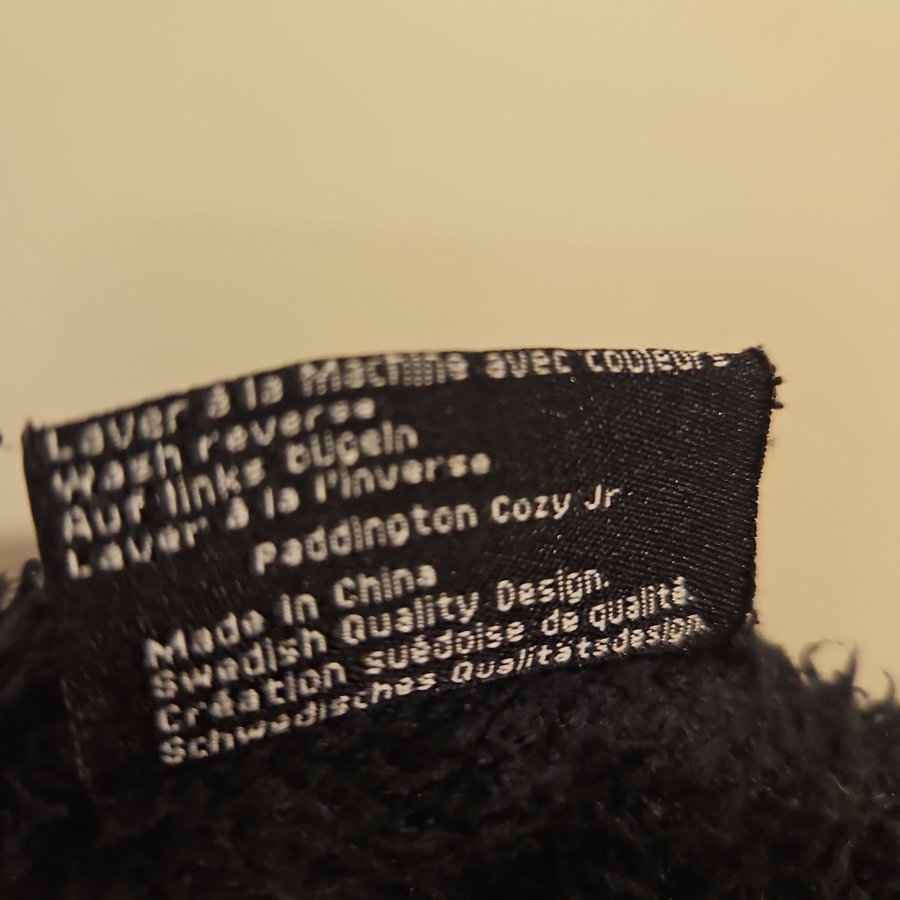 Laver à la Machine avec couleurs
Wash reverse
Auf links bügeln
Laver à la l'inverse
Paddington Cozy Jr
Made in China
Swedish Quality Design.
Création suédoise de qualité.
Schwedisches Qualitätsdesign